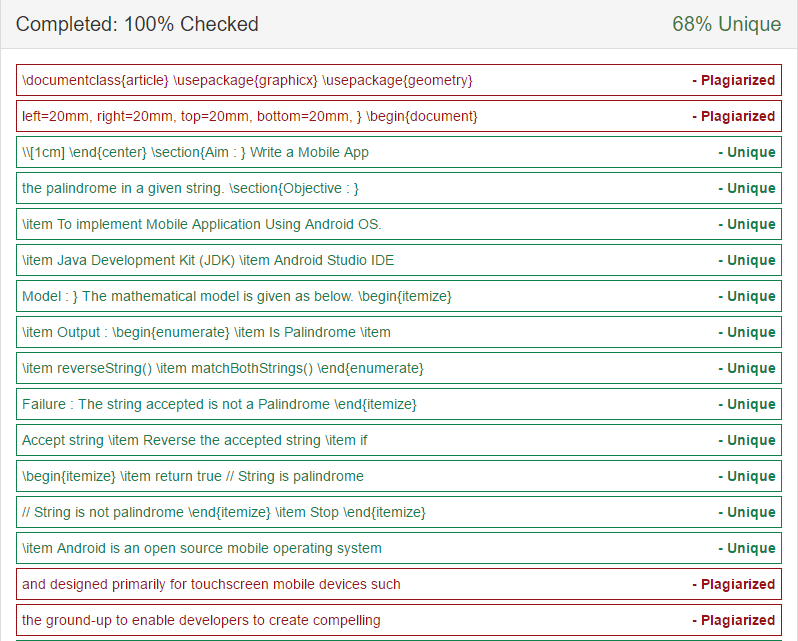 Completed: 100% Checked 68% Unique
\documentclass{article} \usepackage{graphicx} \usepackage{geometry} - Plagiarized
left=20mm, right=20mm, top=20mm, bottom=20mm, } \begin{document} - Plagiarized
\\[1cm] \end{center} \section{Aim : } Write a Mobile App - Unique
the palindrome in a given string. \section{Objective : } - Unique
\item To implement Mobile Application Using Android OS. - Unique
\item Java Development Kit (JDK) \item Android Studio IDE - Unique
Model : } The mathematical model is given as below. \begin{itemize} - Unique
\item Output : \begin{enumerate} \item Is Palindrome \item - Unique
\item reverseString() \item matchBothStrings() \end{enumerate} - Unique
Failure : The string accepted is not a Palindrome \end{itemize} - Unique
Accept string \item Reverse the accepted string \item if - Unique
\begin{itemize} \item return true // String is palindrome - Unique
// String is not palindrome \end{itemize} \item Stop \end{itemize} - Unique
\item Android is an open source mobile operating system - Unique
and designed primarily for touchscreen mobile devices such - Plagiarized
the ground-up to enable developers to create compelling - Plagiarized